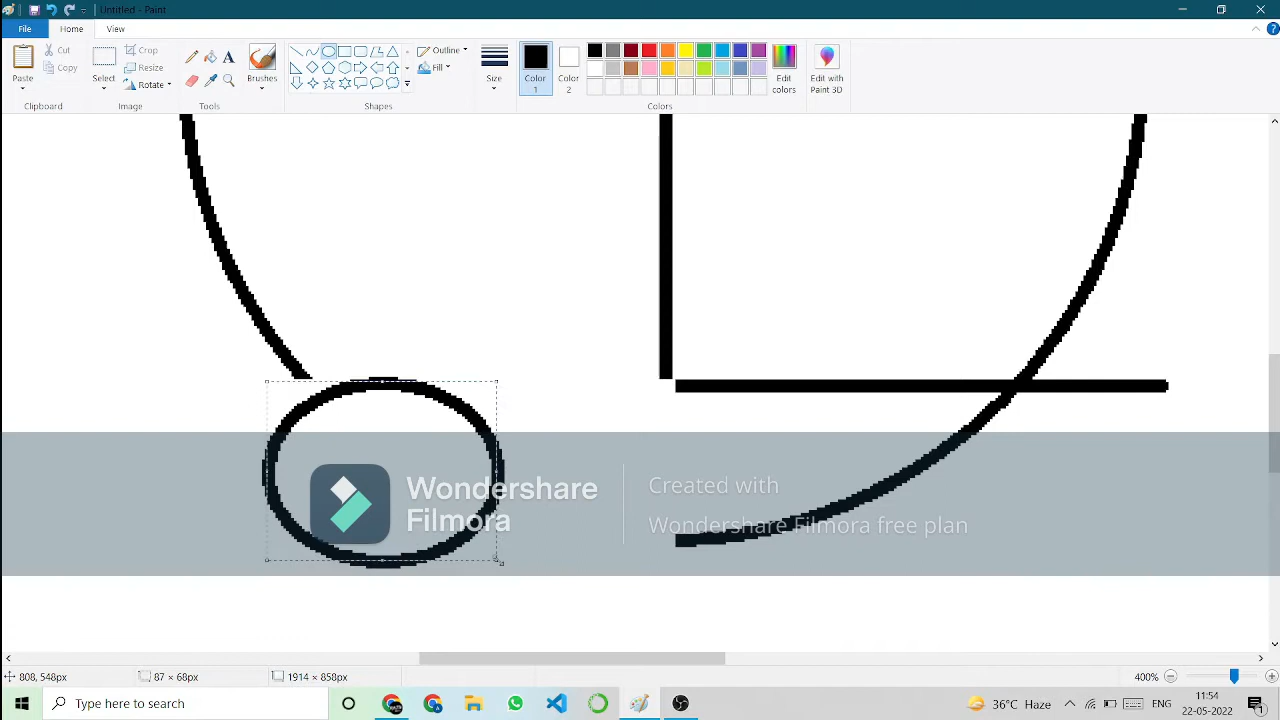 Untitled - Paint
File
Home
View
Paste
Cut
Copy
Clipboard
Select
Crop
Resize
Rotate
Image
Tools
Brushes
Shapes
Outline
Fill
Size
Color
1
Color
2
Edit
colors
Colors
Edit with
Paint 3D
Wondershare
Filmora
Created with
Wondershare Filmora free plan
808, 548px
87 × 68px
1914 × 858px
400%
Type here to search
36°C Haze
ENG
11:54
22-05-2022